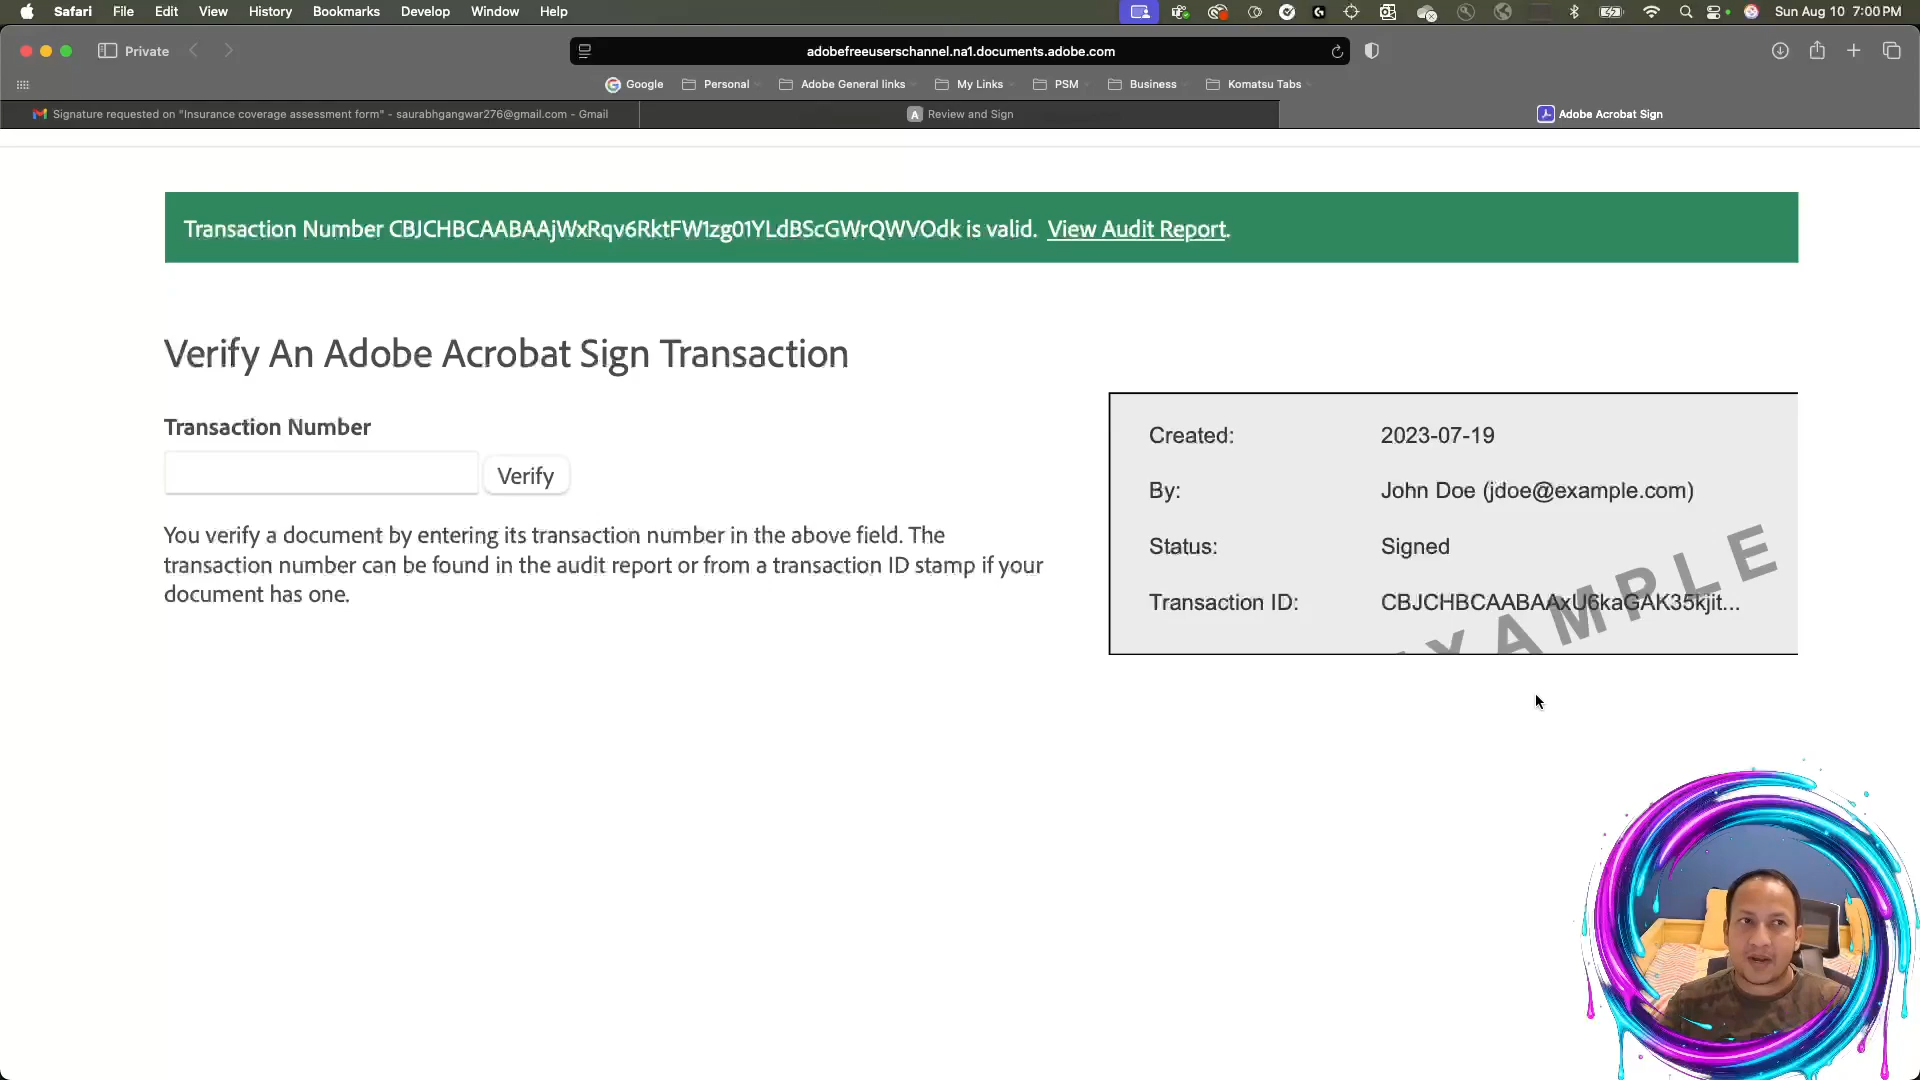 Safari File Edit View History Bookmarks Develop Window Help Sun Aug 10 7:00 PM
Private adobefreeuserschannel.na1.documents.adobe.com
Google Personal Adobe General links My Links PSM Business Komatsu Tabs
Signature requested on "Insurance coverage assessment form" - saurabhgangwar276@gmail.com - Gmail
Review and Sign
Adobe Acrobat Sign
Transaction Number CBJCHBCAABAAjWxRqv6RktFW1zg01YLdBScGWrQWVOdk is valid. View Audit Report.
Verify An Adobe Acrobat Sign Transaction
Transaction Number
Verify
You verify a document by entering its transaction number in the above field. The
transaction number can be found in the audit report or from a transaction ID stamp if your
document has one.
Created: 2023-07-19
By: John Doe (jdoe@example.com)
Status: Signed
Transaction ID: CBJCHBCAABAAxU6kaGAK35kjit...
EXAMPLE